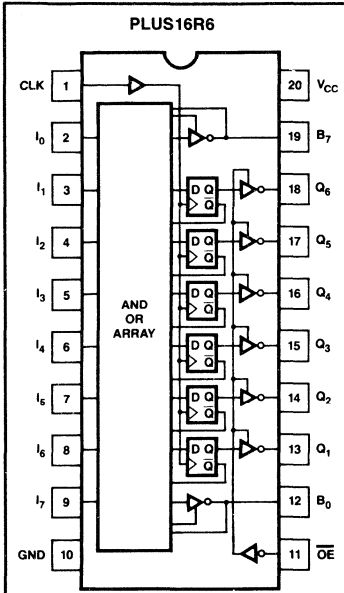 PLUS16R6
CLK 1 20 VCC
I0 2 19 B7
I1 3 D Q Q̅ 18 Q6
I2 4 D Q Q̅ 17 Q5
I3 5 D Q Q̅ 16 Q4
AND
OR
ARRAY
I4 6 D Q Q̅ 15 Q3
I5 7 D Q Q̅ 14 Q2
I6 8 D Q Q̅ 13 Q1
I7 9 12 B0
GND 10 11 O̅E̅